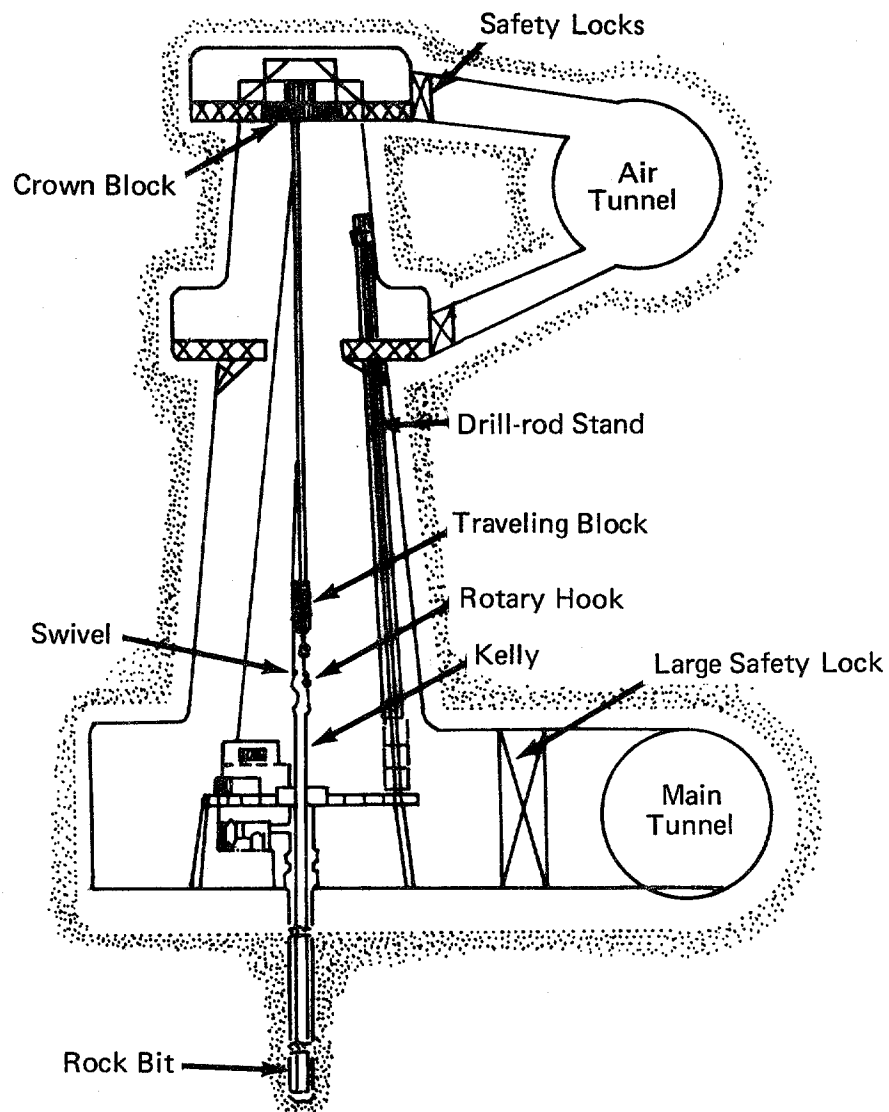 Safety Locks
Crown Block
Air
Tunnel
Drill-rod Stand
Traveling Block
Rotary Hook
Swivel
Kelly
Large Safety Lock
Main
Tunnel
Rock Bit